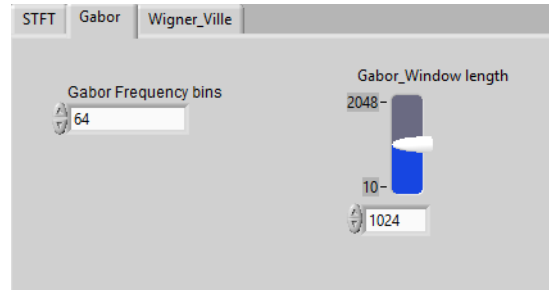 STFT Gabor Wigner_Ville
Gabor Frequency bins
64
Gabor_Window length
2048
10
1024